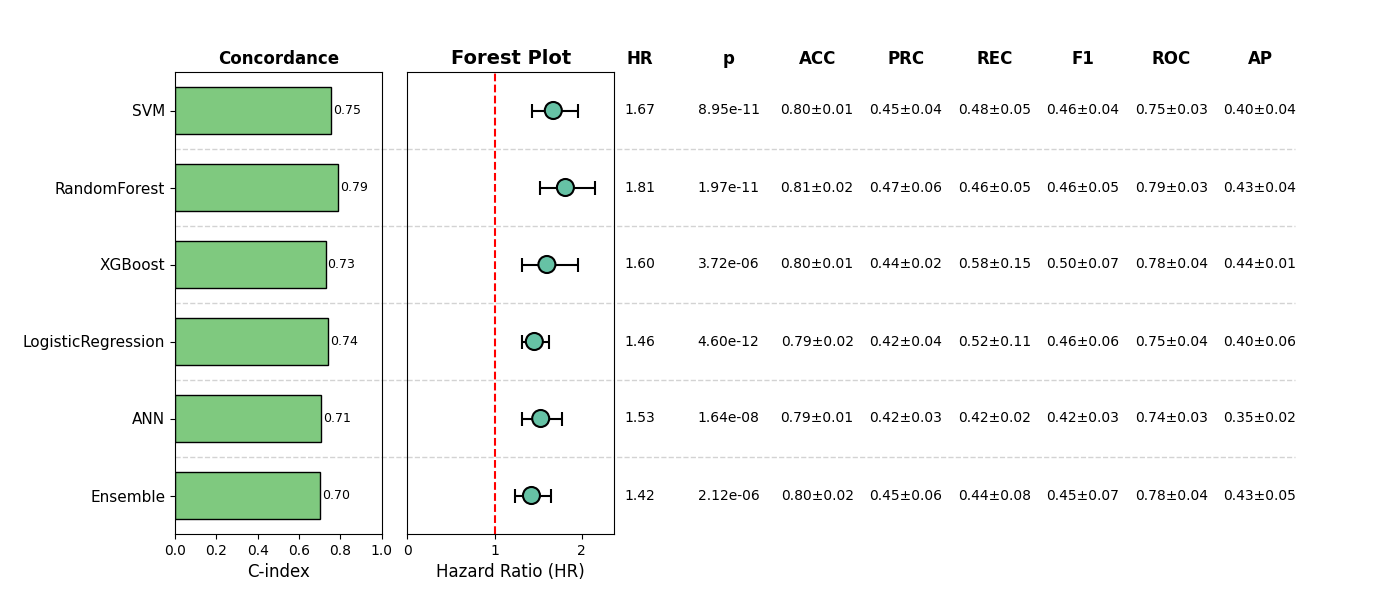 Concordance Forest Plot HR p ACC PRC REC F1 ROC AP
SVM 0.75 1.67 8.95e-11 0.80±0.01 0.45±0.04 0.48±0.05 0.46±0.04 0.75±0.03 0.40±0.04
RandomForest 0.79 1.81 1.97e-11 0.81±0.02 0.47±0.06 0.46±0.05 0.46±0.05 0.79±0.03 0.43±0.04
XGBoost 0.73 1.60 3.72e-06 0.80±0.01 0.44±0.02 0.58±0.15 0.50±0.07 0.78±0.04 0.44±0.01
LogisticRegression 0.74 1.46 4.60e-12 0.79±0.02 0.42±0.04 0.52±0.11 0.46±0.06 0.75±0.04 0.40±0.06
ANN 0.71 1.53 1.64e-08 0.79±0.01 0.42±0.03 0.42±0.02 0.42±0.03 0.74±0.03 0.35±0.02
Ensemble 0.70 1.42 2.12e-06 0.80±0.02 0.45±0.06 0.44±0.08 0.45±0.07 0.78±0.04 0.43±0.05
0.0 0.2 0.4 0.6 0.8 1.0 0 1 2
C-index Hazard Ratio (HR)